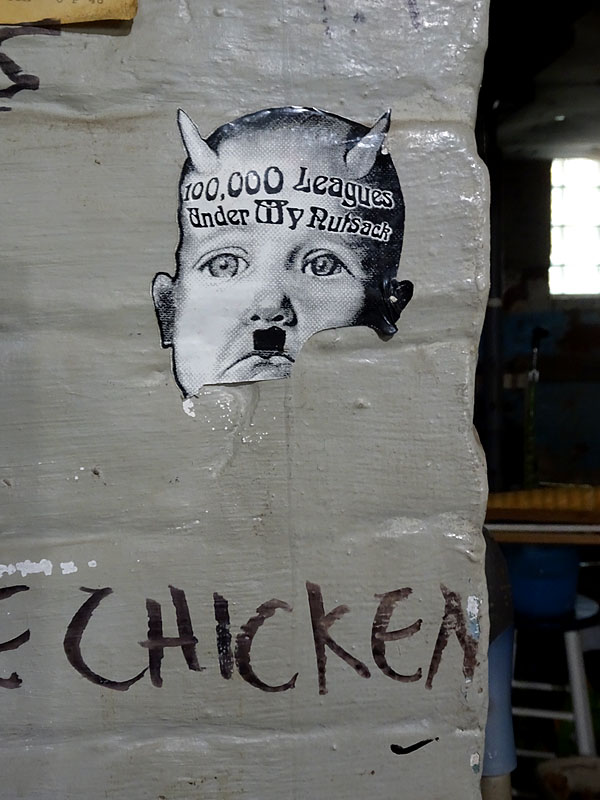 100,000 Leagues
Under My Nutsack
E CHICKEN